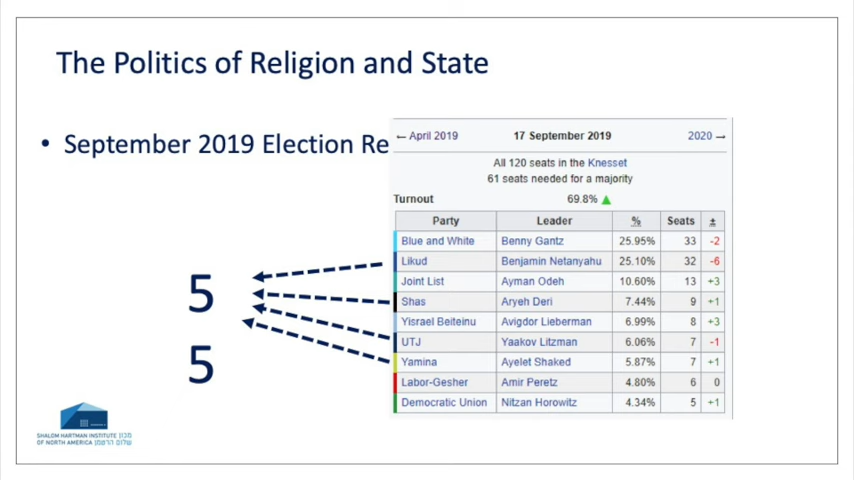 The Politics of Religion and State
• September 2019 Election Re
← April 2019 17 September 2019 2020 →
All 120 seats in the Knesset
61 seats needed for a majority
Turnout 69.8% ▲
Party Leader % Seats ±
Blue and White Benny Gantz 25.95% 33 -2
Likud Benjamin Netanyahu 25.10% 32 -6
Joint List Ayman Odeh 10.60% 13 +3
Shas Aryeh Deri 7.44% 9 +1
Yisrael Beiteinu Avigdor Lieberman 6.99% 8 +3
UTJ Yaakov Litzman 6.06% 7 -1
Yamina Ayelet Shaked 5.87% 7 +1
Labor-Gesher Amir Peretz 4.80% 6 0
Democratic Union Nitzan Horowitz 4.34% 5 +1
5
5
SHALOM HARTMAN INSTITUTE מכון
OF NORTH AMERICA שלום הרטמן